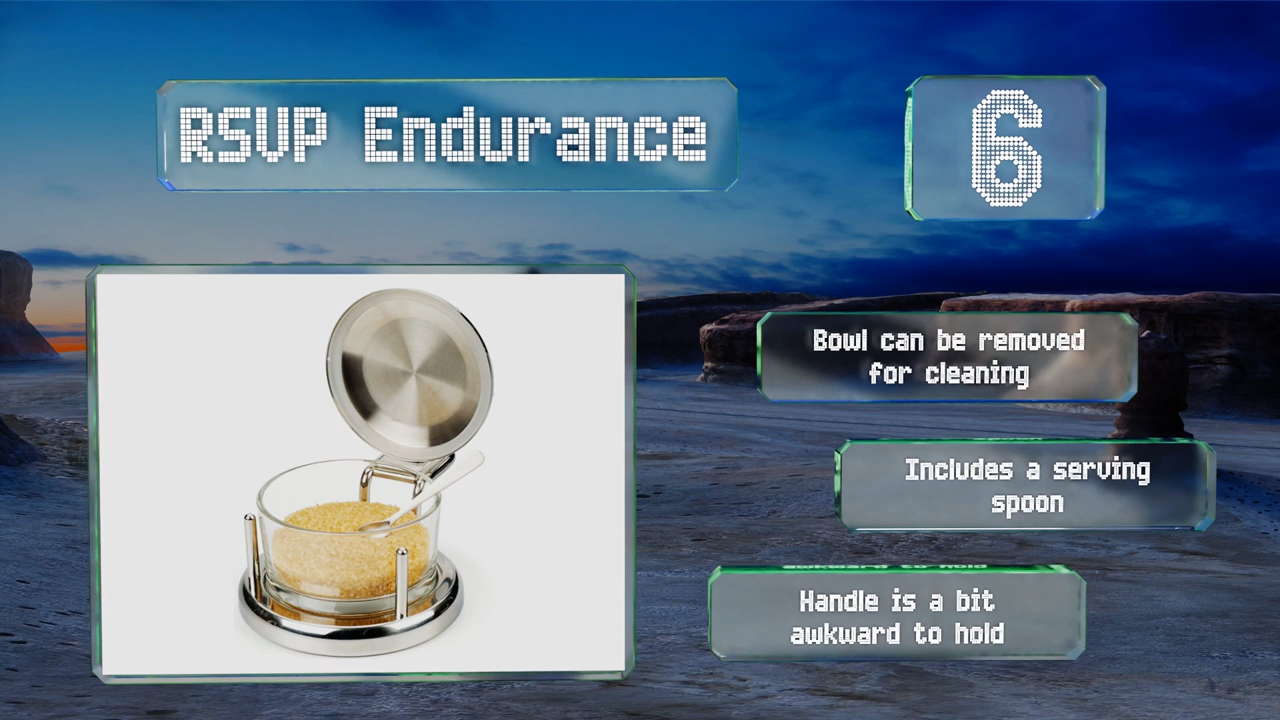 RSVP Endurance
6
Bowl can be removed
for cleaning
Includes a serving
spoon
Handle is a bit
awkward to hold